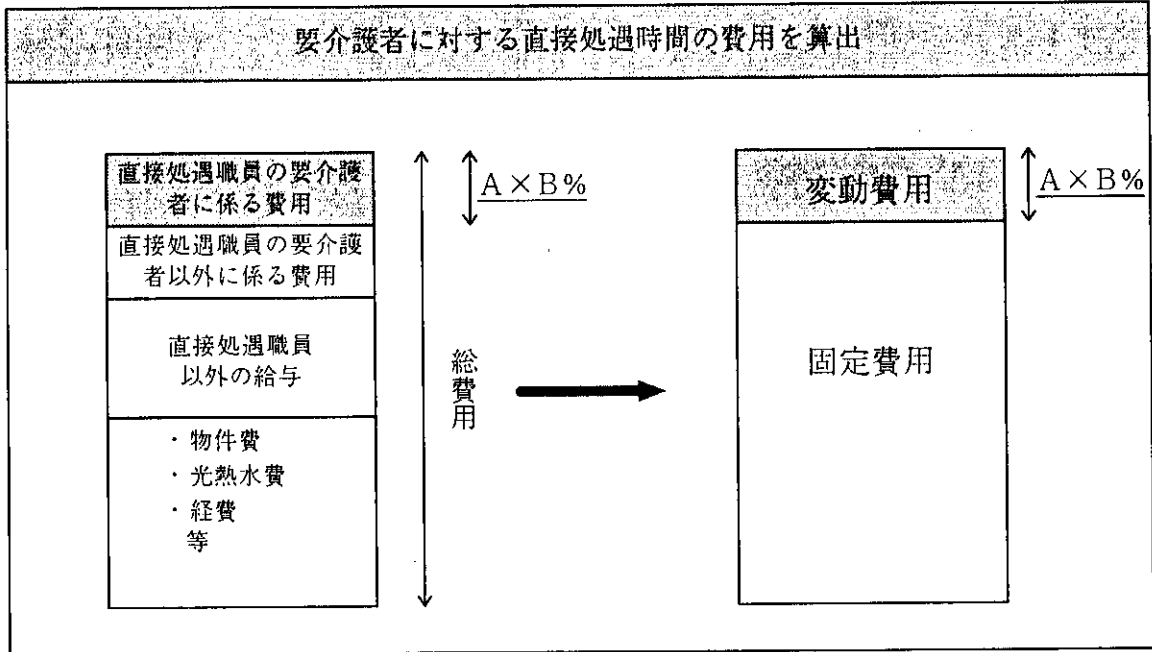 要介護者に対する直接処遇時間の費用を算出
直接処遇職員の要介護
者に係る費用
直接処遇職員の要介護
者以外に係る費用
直接処遇職員
以外の給与
・物件費
・光熱水費
・経費
等
総費用
A×B%
変動費用
固定費用
A×B%